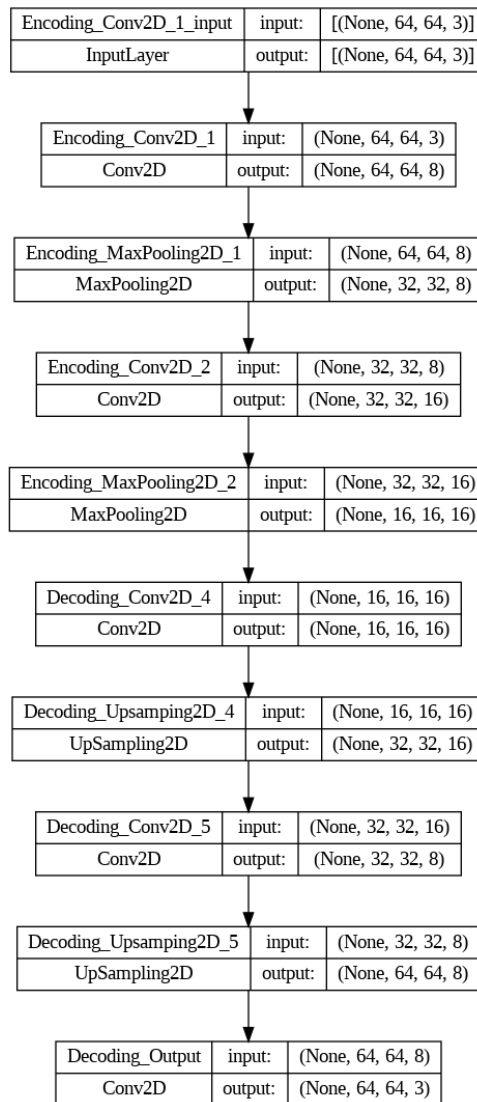 Encoding_Conv2D_1_input input: [(None, 64, 64, 3)]
InputLayer output: [(None, 64, 64, 3)]
Encoding_Conv2D_1 input: (None, 64, 64, 3)
Conv2D output: (None, 64, 64, 8)
Encoding_MaxPooling2D_1 input: (None, 64, 64, 8)
MaxPooling2D output: (None, 32, 32, 8)
Encoding_Conv2D_2 input: (None, 32, 32, 8)
Conv2D output: (None, 32, 32, 16)
Encoding_MaxPooling2D_2 input: (None, 32, 32, 16)
MaxPooling2D output: (None, 16, 16, 16)
Decoding_Conv2D_4 input: (None, 16, 16, 16)
Conv2D output: (None, 16, 16, 16)
Decoding_Upsamping2D_4 input: (None, 16, 16, 16)
UpSampling2D output: (None, 32, 32, 16)
Decoding_Conv2D_5 input: (None, 32, 32, 16)
Conv2D output: (None, 32, 32, 8)
Decoding_Upsamping2D_5 input: (None, 32, 32, 8)
UpSampling2D output: (None, 64, 64, 8)
Decoding_Output input: (None, 64, 64, 8)
Conv2D output: (None, 64, 64, 3)